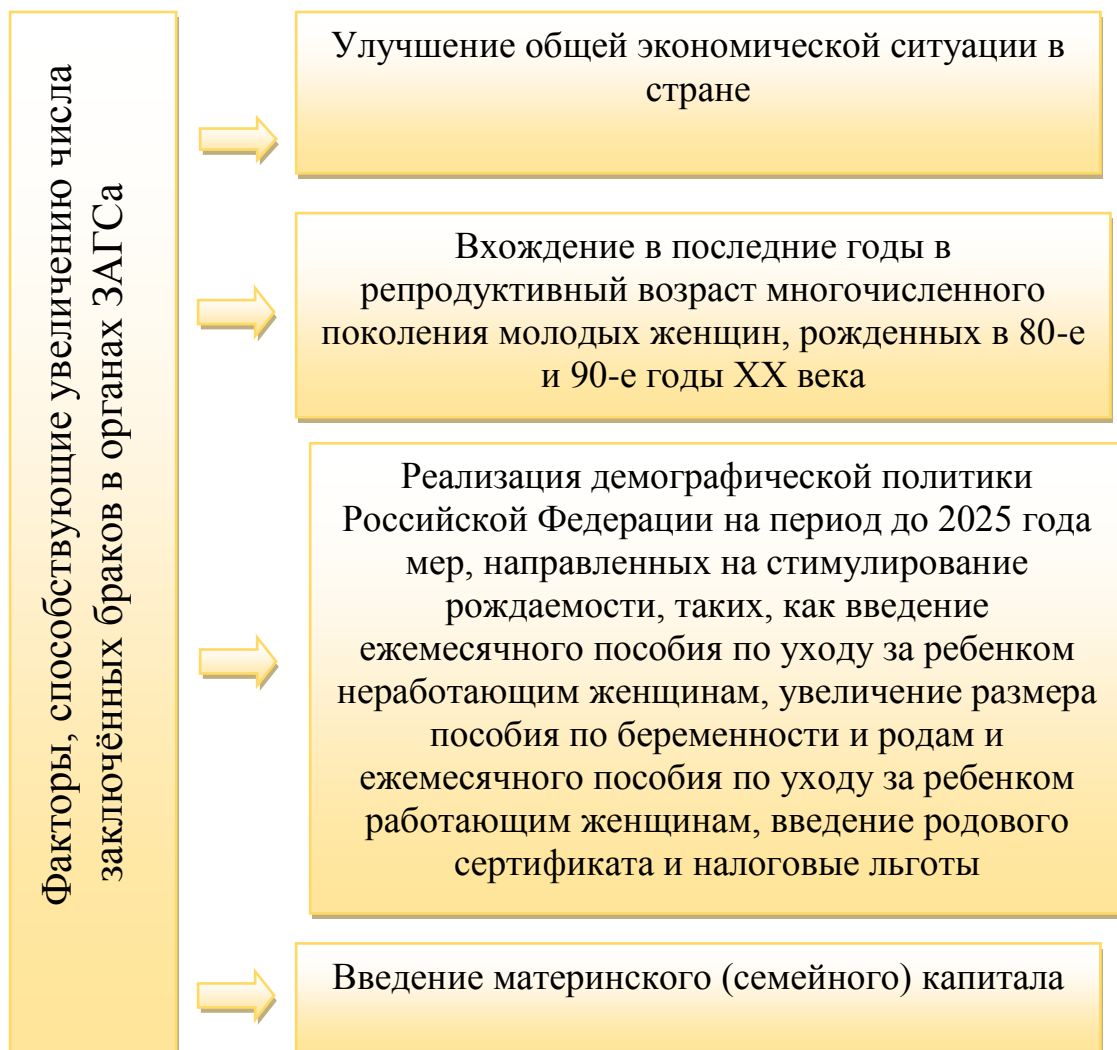 Факторы, способствующие увеличению числа
заключённых браков в органах ЗАГСа
Улучшение общей экономической ситуации в
стране
Вхождение в последние годы в
репродуктивный возраст многочисленного
поколения молодых женщин, рожденных в 80-е
и 90-е годы XX века
Реализация демографической политики
Российской Федерации на период до 2025 года
мер, направленных на стимулирование
рождаемости, таких, как введение
ежемесячного пособия по уходу за ребенком
неработающим женщинам, увеличение размера
пособия по беременности и родам и
ежемесячного пособия по уходу за ребенком
работающим женщинам, введение родового
сертификата и налоговые льготы
Введение материнского (семейного) капитала